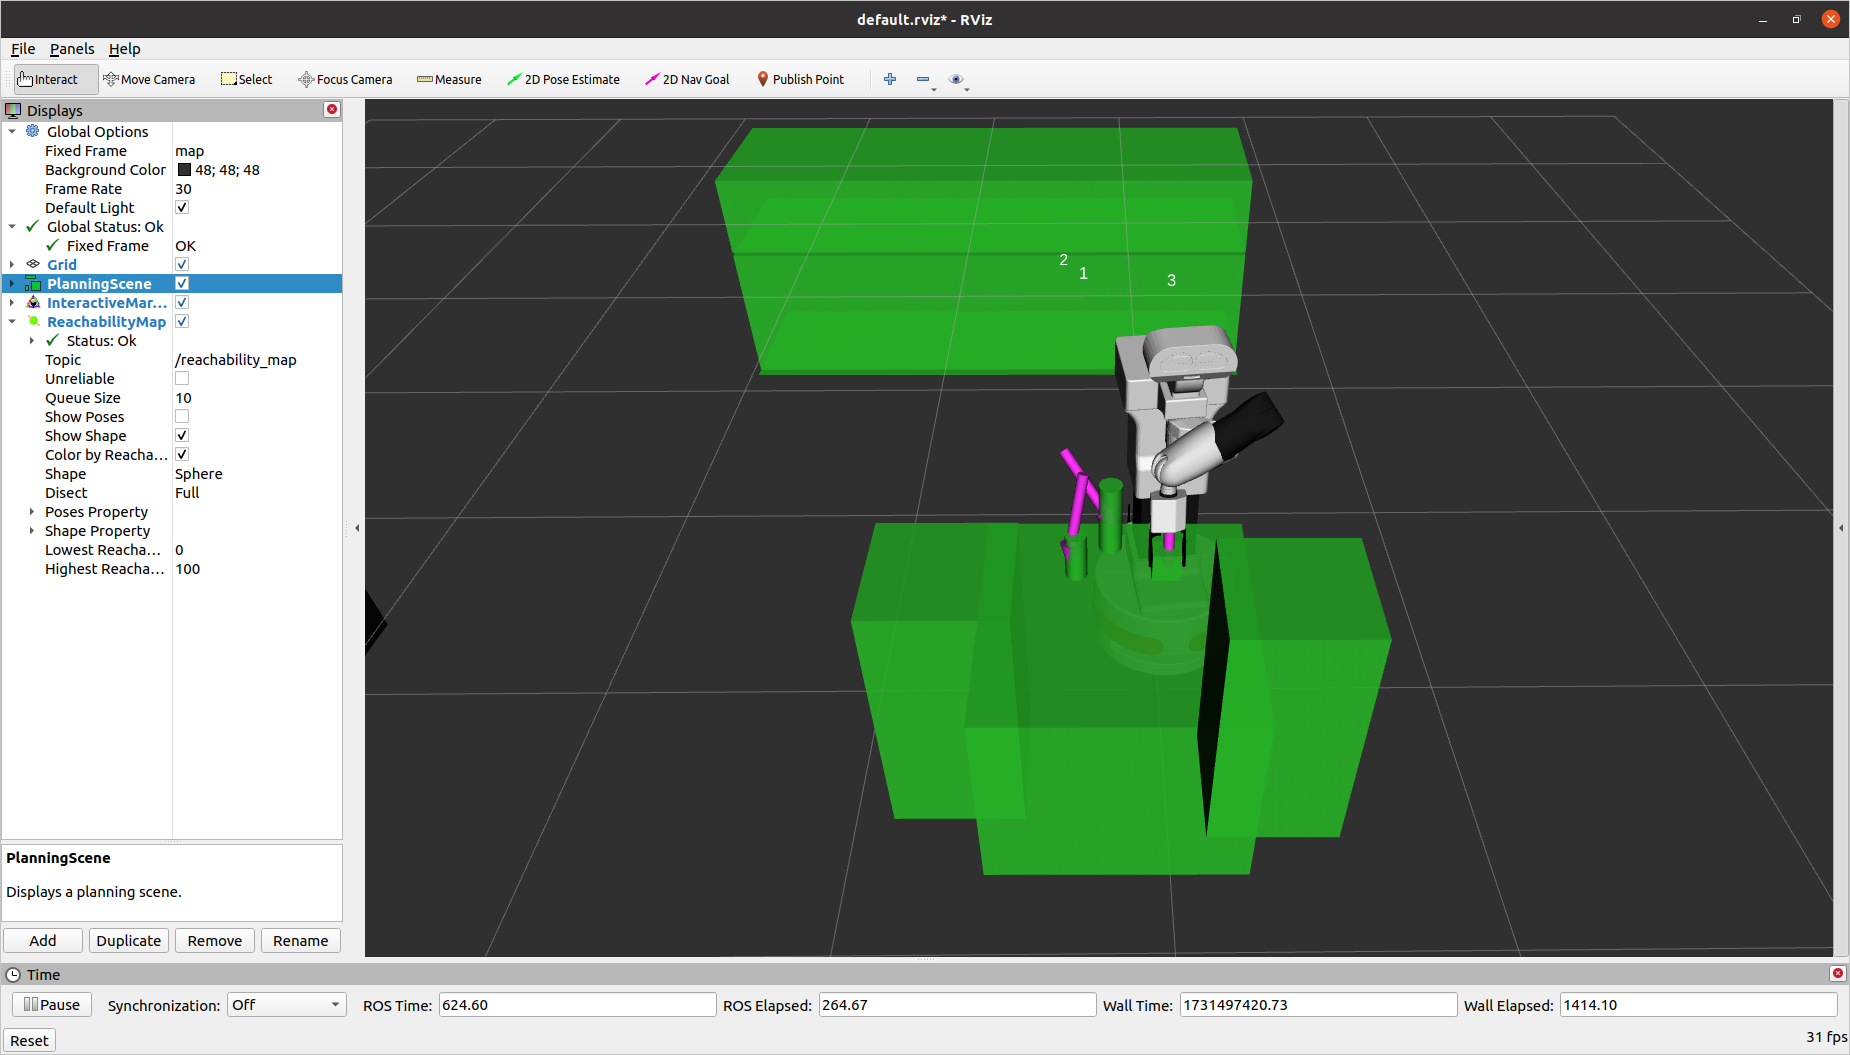 default.rviz* - RViz
File Panels Help
Interact Move Camera Select Focus Camera Measure 2D Pose Estimate 2D Nav Goal Publish Point
Displays
Global Options
Fixed Frame map
Background Color 48; 48; 48
Frame Rate 30
Default Light
Global Status: Ok
Fixed Frame OK
Grid
PlanningScene
InteractiveMar...
ReachabilityMap
Status: Ok
Topic /reachability_map
Unreliable
Queue Size 10
Show Poses
Show Shape
Color by Reacha...
Shape Sphere
Disect Full
Poses Property
Shape Property
Lowest Reacha... 0
Highest Reacha... 100
2
1
3
PlanningScene
Displays a planning scene.
Add Duplicate Remove Rename
Time
Pause Synchronization: Off ROS Time: 624.60 ROS Elapsed: 264.67 Wall Time: 1731497420.73 Wall Elapsed: 1414.10
Reset 31 fps